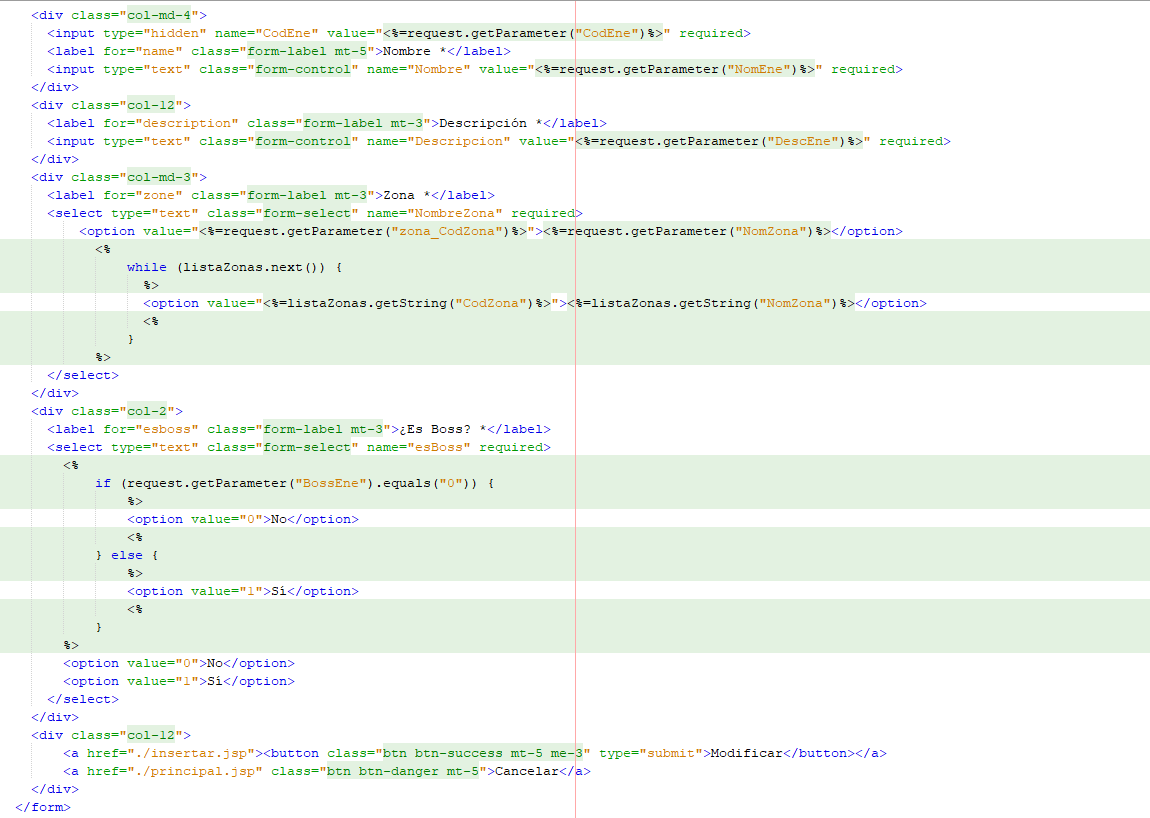 <div class="col-md-4">
<input type="hidden" name="CodEne" value="<%=request.getParameter("CodEne")%>" required>
<label for="name" class="form-label mt-5">Nombre *</label>
<input type="text" class="form-control" name="Nombre" value="<%=request.getParameter("NomEne")%>" required>
</div>
<div class="col-12">
<label for="description" class="form-label mt-3">Descripción *</label>
<input type="text" class="form-control" name="Descripcion" value="<%=request.getParameter("DescEne")%>" required>
</div>
<div class="col-md-3">
<label for="zone" class="form-label mt-3">Zona *</label>
<select type="text" class="form-select" name="NombreZona" required>
<option value="<%=request.getParameter("zona_CodZona")%>"><%=request.getParameter("NomZona")%></option>
<%
while (listaZonas.next()) {
%>
<option value="<%=listaZonas.getString("CodZona")%>"><%=listaZonas.getString("NomZona")%></option>
<%
}
%>
</select>
</div>
<div class="col-2">
<label for="esboss" class="form-label mt-3">¿Es Boss? *</label>
<select type="text" class="form-select" name="esBoss" required>
<%
if (request.getParameter("BossEne").equals("0")) {
%>
<option value="0">No</option>
<%
} else {
%>
<option value="1">Sí</option>
<%
}
%>
<option value="0">No</option>
<option value="1">Sí</option>
</select>
</div>
<div class="col-12">
<a href="./insertar.jsp"><button class="btn btn-success mt-5 me-3" type="submit">Modificar</button></a>
<a href="./principal.jsp" class="btn btn-danger mt-5">Cancelar</a>
</div>
</form>